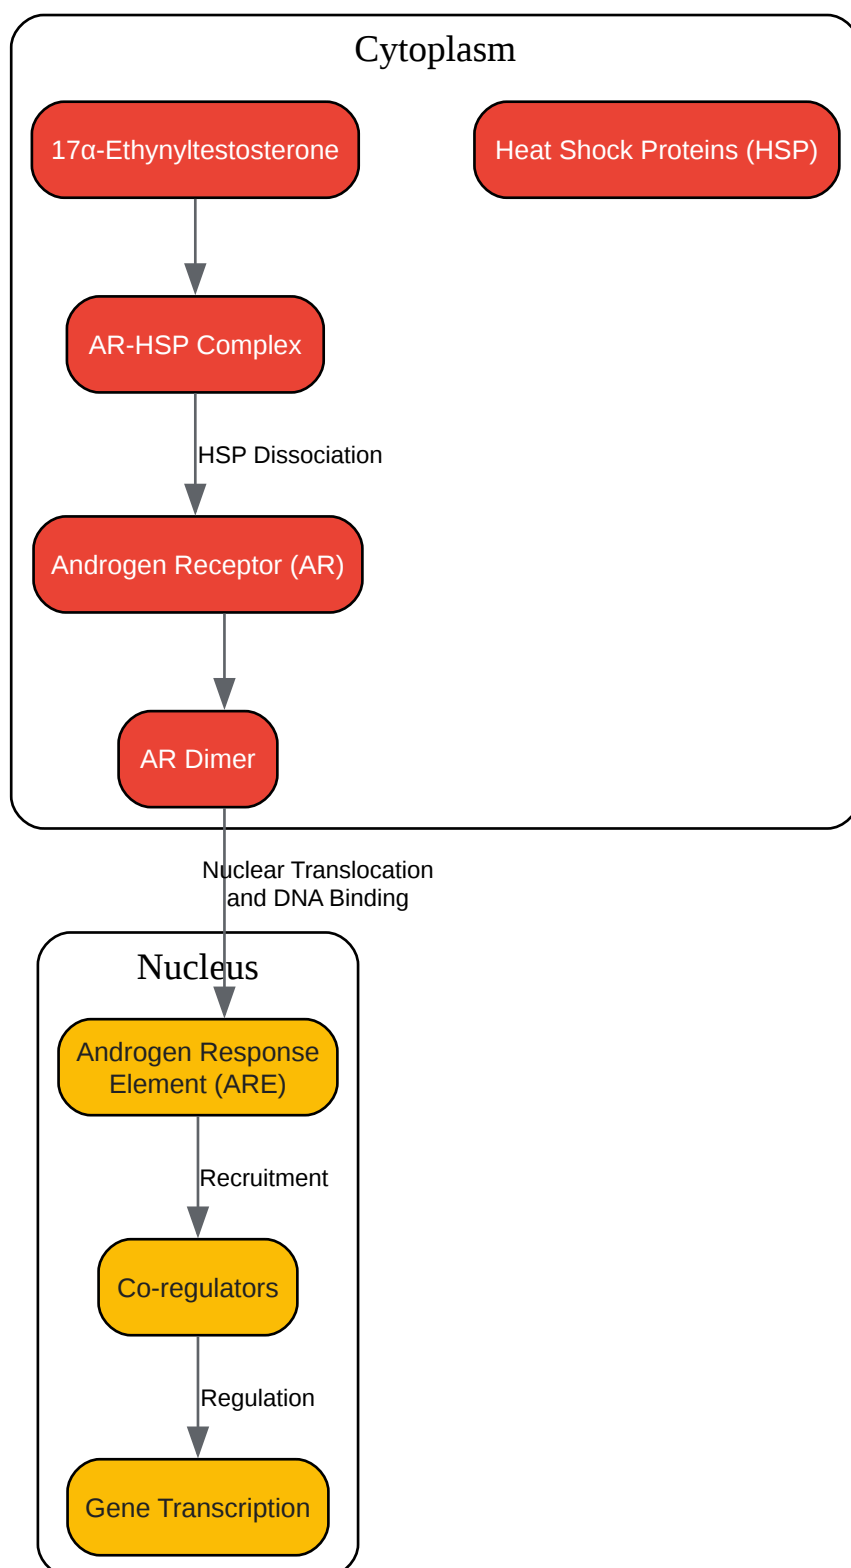 Cytoplasm
17α-Ethynyltestosterone
Heat Shock Proteins (HSP)
AR-HSP Complex
HSP Dissociation
Androgen Receptor (AR)
AR Dimer
Nuclear Translocation
and DNA Binding
Nucleus
Androgen Response
Element (ARE)
Recruitment
Co-regulators
Regulation
Gene Transcription